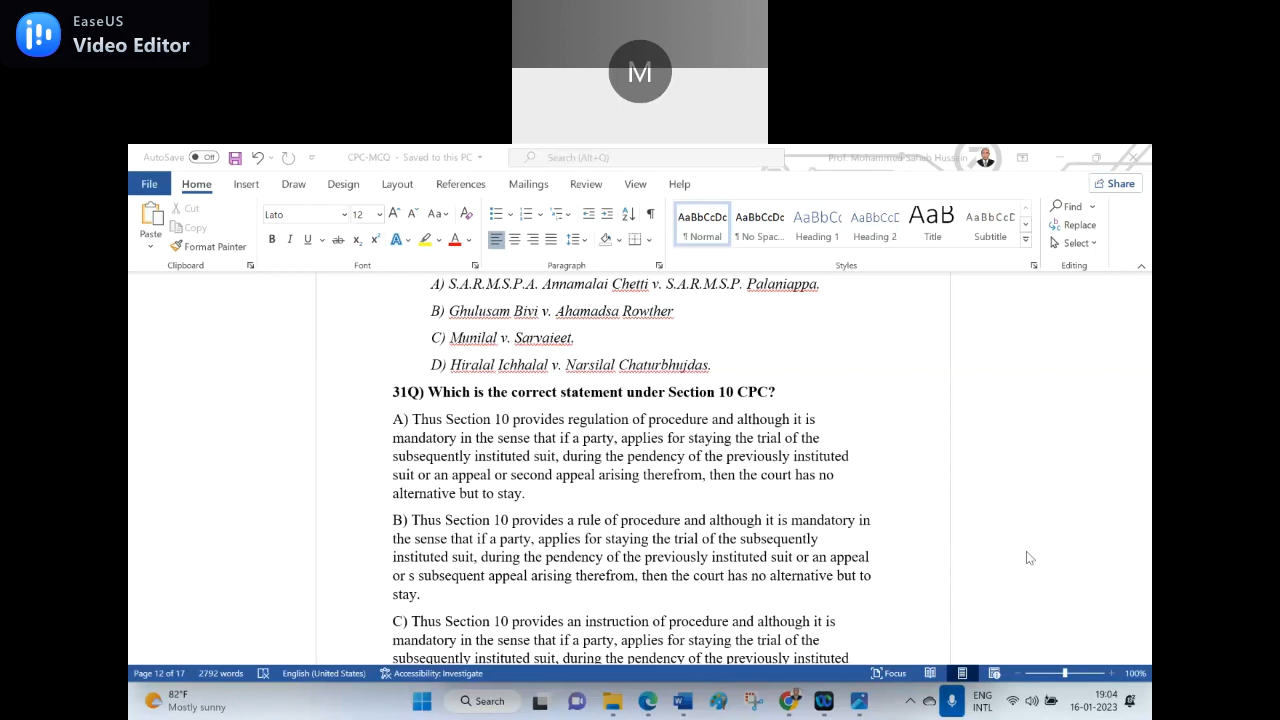 EaseUS
Video Editor
M
AutoSave Off CPC-MCQ - Saved to this PC Search (Alt+Q) Prof. Mohammed Saheb Hussain
File Home Insert Draw Design Layout References Mailings Review View Help Share
Paste Cut Copy Format Painter
Lato 12 A A Aa
B I U ab x2 x2 A A
AaBbCcDc AaBbCcDc AaBbCc AaBbCcD AaB AaBbCcD
¶ Normal ¶ No Spac... Heading 1 Heading 2 Title Subtitle
Find
Replace
Select
Clipboard Font Paragraph Styles Editing
A) S.A.R.M.S.P.A. Annamalai Chetti v. S.A.R.M.S.P. Palaniappa.
B) Ghulusam Bivi v. Ahamadsa Rowther
C) Munilal v. Sarvajeet.
D) Hiralal Ichhalal v. Narsilal Chaturbhujdas.
31Q) Which is the correct statement under Section 10 CPC?
A) Thus Section 10 provides regulation of procedure and although it is
mandatory in the sense that if a party, applies for staying the trial of the
subsequently instituted suit, during the pendency of the previously instituted
suit or an appeal or second appeal arising therefrom, then the court has no
alternative but to stay.
B) Thus Section 10 provides a rule of procedure and although it is mandatory in
the sense that if a party, applies for staying the trial of the subsequently
instituted suit, during the pendency of the previously instituted suit or an appeal
or s subsequent appeal arising therefrom, then the court has no alternative but to
stay.
C) Thus Section 10 provides an instruction of procedure and although it is
mandatory in the sense that if a party, applies for staying the trial of the
subsequently instituted suit, during the pendency of the previously instituted
Page 12 of 17 2792 words English (United States) Accessibility: Investigate Focus 100%
82°F
Mostly sunny
Search
ENG
INTL
19:04
16-01-2023